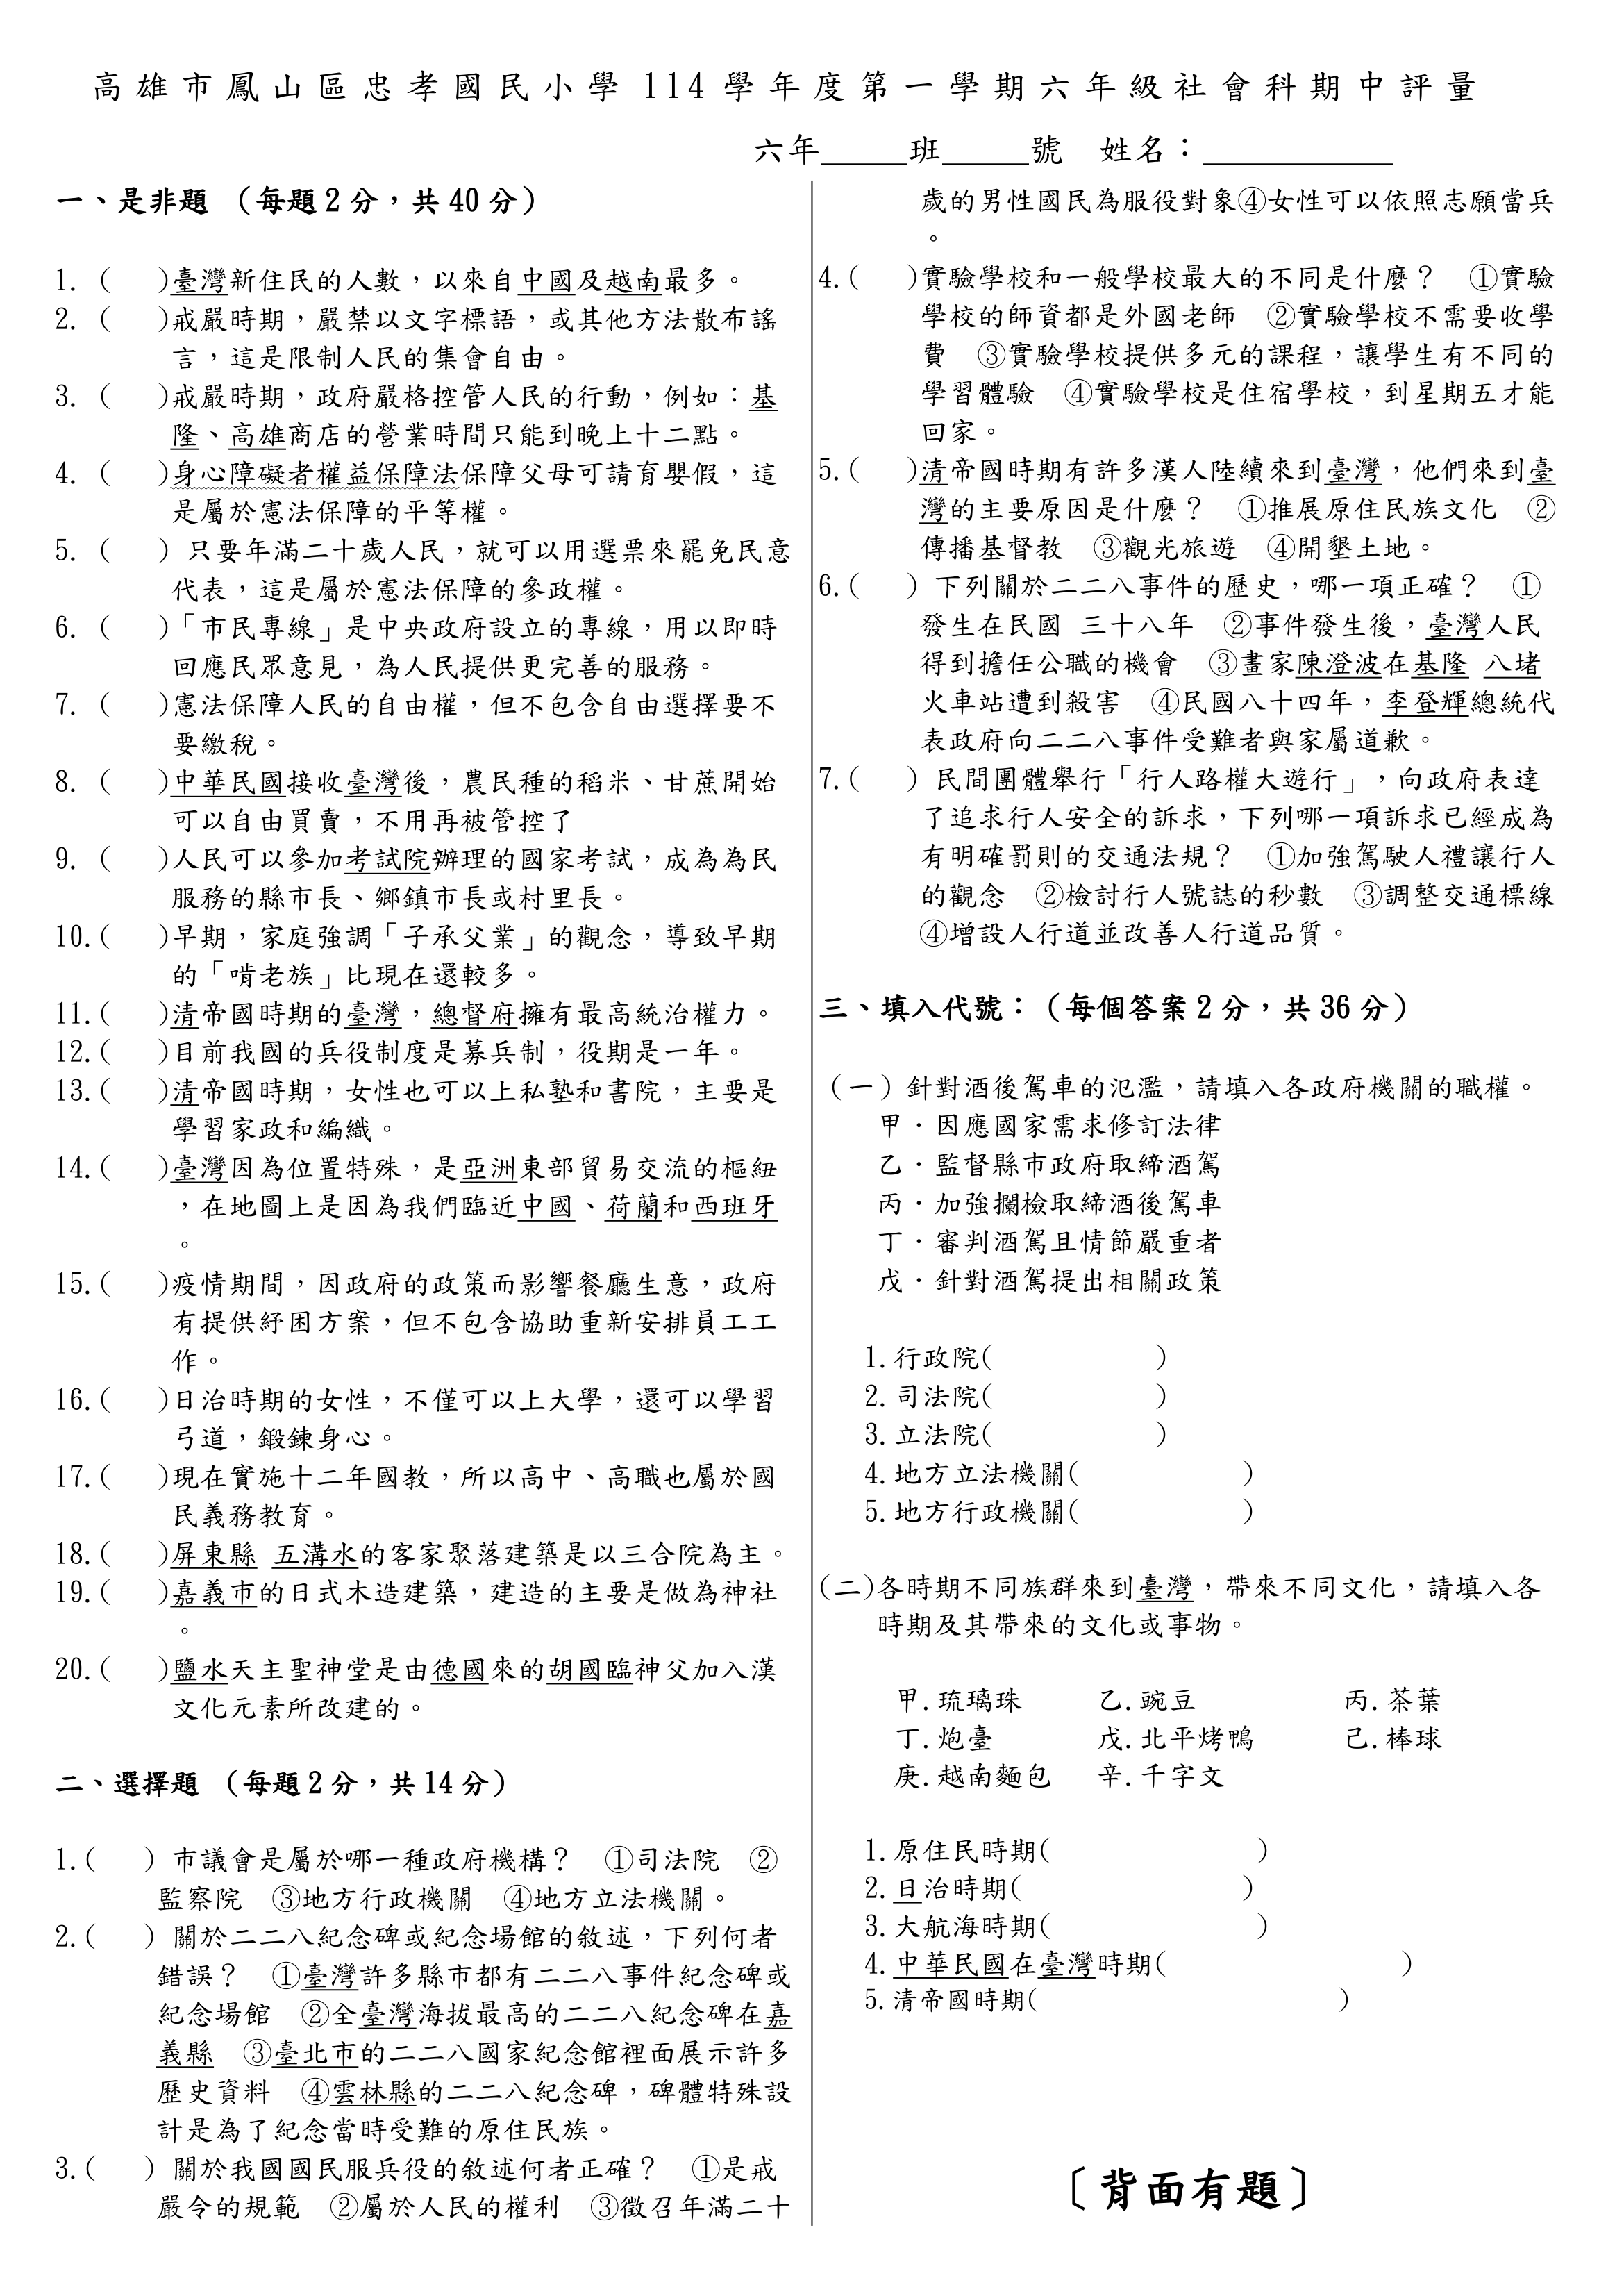 高雄市鳳山區忠孝國民小學 114 學年度第一學期六年級社會科期中評量
六年______班______號　姓名：_____________
一、是非題 （每題 2 分，共 40 分）
1. (　　)臺灣新住民的人數，以來自中國及越南最多。
2. (　　)戒嚴時期，嚴禁以文字標語，或其他方法散布謠
言，這是限制人民的集會自由。
3. (　　)戒嚴時期，政府嚴格控管人民的行動，例如：基
隆、高雄商店的營業時間只能到晚上十二點。
4. (　　)身心障礙者權益保障法保障父母可請育嬰假，這
是屬於憲法保障的平等權。
5. (　　) 只要年滿二十歲人民，就可以用選票來罷免民意
代表，這是屬於憲法保障的參政權。
6. (　　)「市民專線」是中央政府設立的專線，用以即時
回應民眾意見，為人民提供更完善的服務。
7. (　　)憲法保障人民的自由權，但不包含自由選擇要不
要繳稅。
8. (　　)中華民國接收臺灣後，農民種的稻米、甘蔗開始
可以自由買賣，不用再被管控了
9. (　　)人民可以參加考試院辦理的國家考試，成為為民
服務的縣市長、鄉鎮市長或村里長。
10.(　　)早期，家庭強調「子承父業」的觀念，導致早期
的「啃老族」比現在還較多。
11.(　　)清帝國時期的臺灣，總督府擁有最高統治權力。
12.(　　)目前我國的兵役制度是募兵制，役期是一年。
13.(　　)清帝國時期，女性也可以上私塾和書院，主要是
學習家政和編織。
14.(　　)臺灣因為位置特殊，是亞洲東部貿易交流的樞紐
，在地圖上是因為我們臨近中國、荷蘭和西班牙
。
15.(　　)疫情期間，因政府的政策而影響餐廳生意，政府
有提供紓困方案，但不包含協助重新安排員工工
作。
16.(　　)日治時期的女性，不僅可以上大學，還可以學習
弓道，鍛鍊身心。
17.(　　)現在實施十二年國教，所以高中、高職也屬於國
民義務教育。
18.(　　)屏東縣 五溝水的客家聚落建築是以三合院為主。
19.(　　)嘉義市的日式木造建築，建造的主要是做為神社
。
20.(　　)鹽水天主聖神堂是由德國來的胡國臨神父加入漢
文化元素所改建的。
二、選擇題 （每題 2 分，共 14 分）
1.(　　) 市議會是屬於哪一種政府機構？　①司法院　②
監察院　③地方行政機關　④地方立法機關。
2.(　　) 關於二二八紀念碑或紀念場館的敘述，下列何者
錯誤？　①臺灣許多縣市都有二二八事件紀念碑或
紀念場館　②全臺灣海拔最高的二二八紀念碑在嘉
義縣　③臺北市的二二八國家紀念館裡面展示許多
歷史資料　④雲林縣的二二八紀念碑，碑體特殊設
計是為了紀念當時受難的原住民族。
3.(　　) 關於我國國民服兵役的敘述何者正確？　①是戒
嚴令的規範　②屬於人民的權利　③徵召年滿二十
歲的男性國民為服役對象④女性可以依照志願當兵
。
4.(　　)實驗學校和一般學校最大的不同是什麼？　①實驗
學校的師資都是外國老師　②實驗學校不需要收學
費　③實驗學校提供多元的課程，讓學生有不同的
學習體驗　④實驗學校是住宿學校，到星期五才能
回家。
5.(　　)清帝國時期有許多漢人陸續來到臺灣，他們來到臺
灣的主要原因是什麼？　①推展原住民族文化　②
傳播基督教　③觀光旅遊　④開墾土地。
6.(　　) 下列關於二二八事件的歷史，哪一項正確？　①
發生在民國 三十八年　②事件發生後，臺灣人民
得到擔任公職的機會　③畫家陳澄波在基隆 八堵
火車站遭到殺害　④民國八十四年，李登輝總統代
表政府向二二八事件受難者與家屬道歉。
7.(　　) 民間團體舉行「行人路權大遊行」，向政府表達
了追求行人安全的訴求，下列哪一項訴求已經成為
有明確罰則的交通法規？　①加強駕駛人禮讓行人
的觀念　②檢討行人號誌的秒數　③調整交通標線
④增設人行道並改善人行道品質。
三、填入代號：（每個答案 2 分，共 36 分）
（一）針對酒後駕車的氾濫，請填入各政府機關的職權。
甲．因應國家需求修訂法律
乙．監督縣市政府取締酒駕
丙．加強攔檢取締酒後駕車
丁．審判酒駕且情節嚴重者
戊．針對酒駕提出相關政策
1.行政院(　　　　　　)
2.司法院(　　　　　　)
3.立法院(　　　　　　)
4.地方立法機關(　　　　　　)
5.地方行政機關(　　　　　　)
(二)各時期不同族群來到臺灣，帶來不同文化，請填入各
時期及其帶來的文化或事物。
甲.琉璃珠　　乙.豌豆　　丙.茶葉
丁.炮臺　　戊.北平烤鴨　　己.棒球
庚.越南麵包　　辛.千字文
1.原住民時期(　　　　　　　)
2.日治時期(　　　　　　　)
3.大航海時期(　　　　　　　)
4.中華民國在臺灣時期(　　　　　　　　)
5.清帝國時期(　　　　　　　　　　)
〔背面有題〕